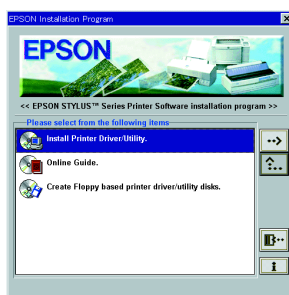 EPSON Installation Program
EPSON
<< EPSON STYLUS™ Series Printer Software installation program >>
Please select from the following items
Install Printer Driver/Utility.
Online Guide.
Create Floppy based printer driver/utility disks.